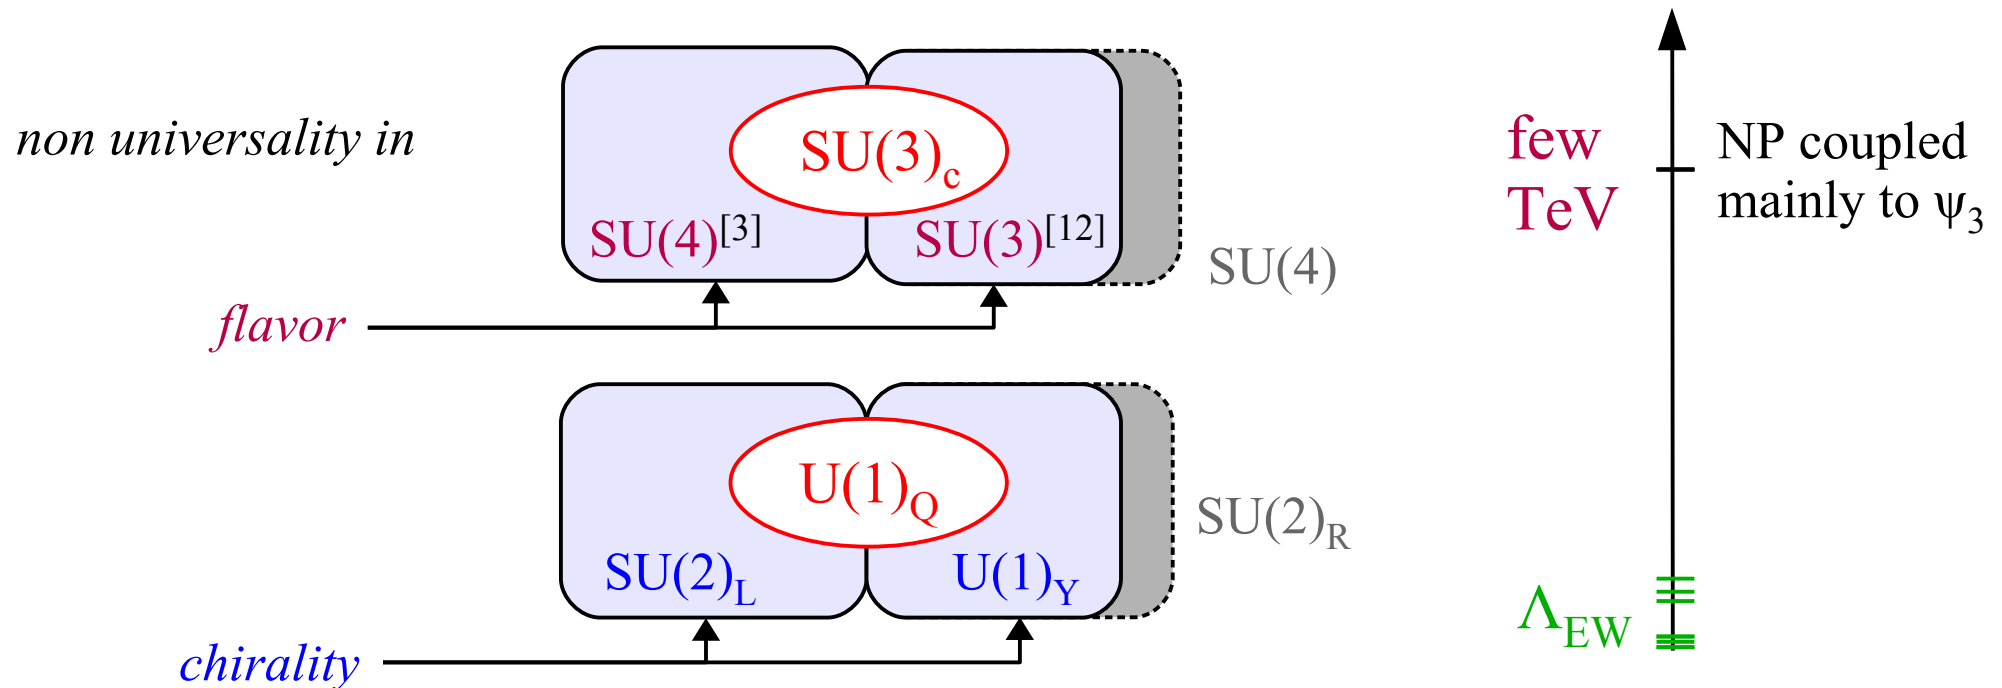 non universality in
SU(3)c
SU(4)[3]
SU(3)[12]
SU(4)
flavor
few
TeV
NP coupled
mainly to ψ3
U(1)Q
SU(2)L
U(1)Y
SU(2)R
chirality
ΛEW